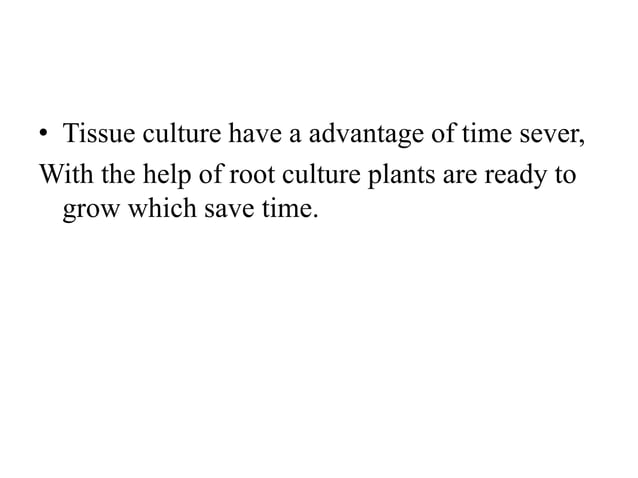 • Tissue culture have a advantage of time sever,
With the help of root culture plants are ready to
grow which save time.